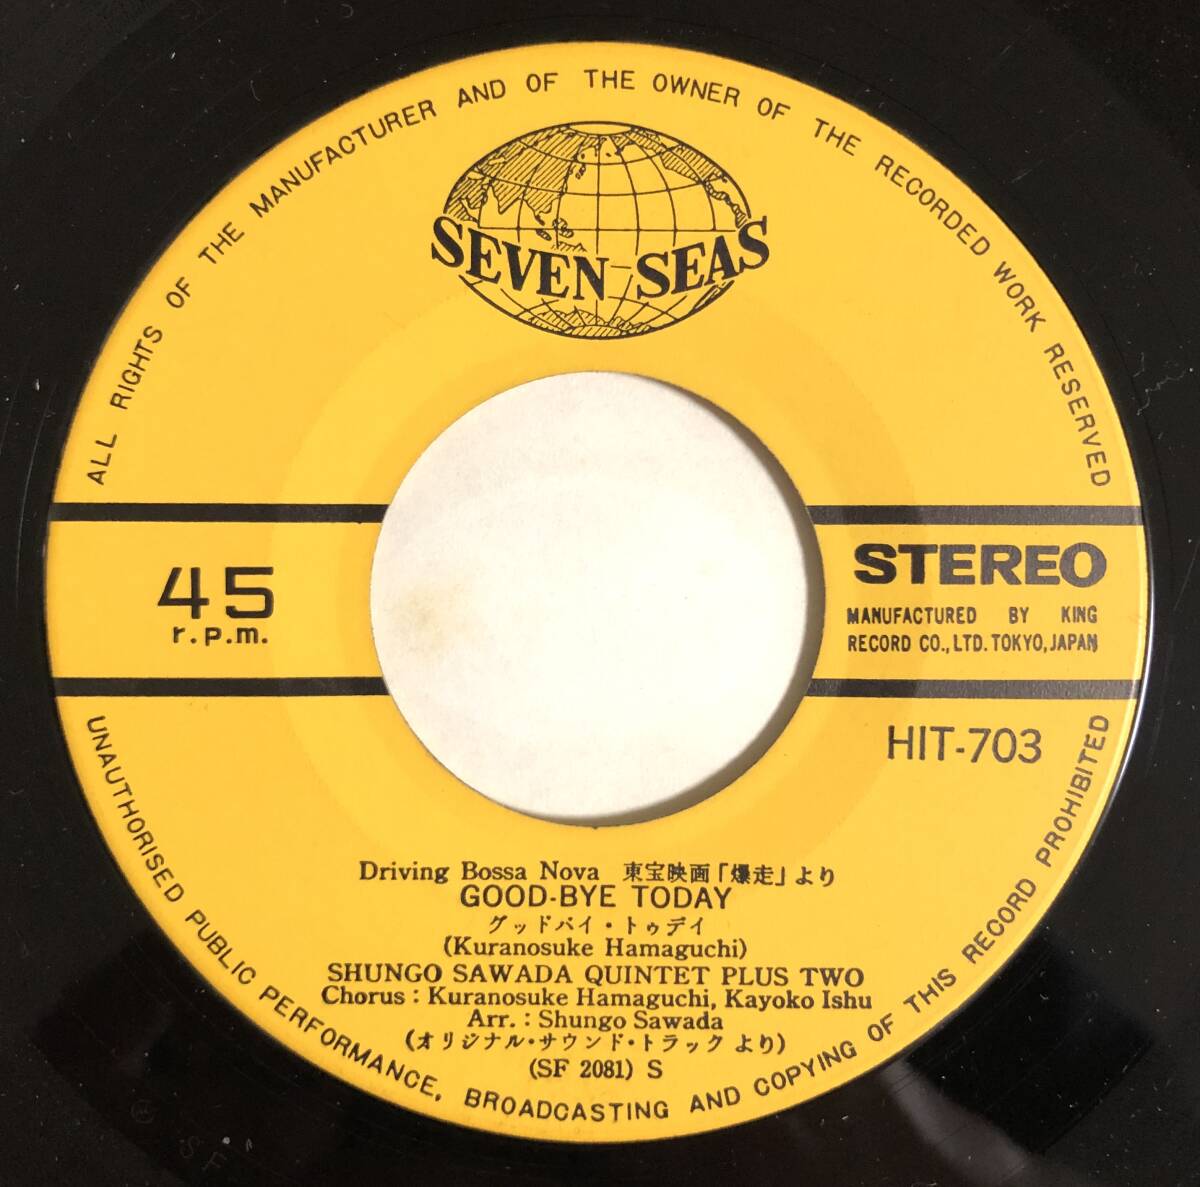 ALL RIGHTS OF THE MANUFACTURER AND OF THE OWNER OF THE RECORDED WORK RESERVED
SEVEN SEAS
45
r.p.m.
STEREO
MANUFACTURED BY KING
RECORD CO., LTD. TOKYO, JAPAN
HIT-703
Driving Bossa Nova 東宝映画「爆走」より
GOOD-BYE TODAY
グッドバイ・トゥデイ
(Kuranosuke Hamaguchi)
SHUNGO SAWADA QUINTET PLUS TWO
Chorus : Kuranosuke Hamaguchi, Kayoko Ishu
Arr. : Shungo Sawada
(オリジナル・サウンド・トラックより)
(SF 2081) S
UNAUTHORISED PUBLIC PERFORMANCE, BROADCASTING AND COPYING OF THIS RECORD PROHIBITED